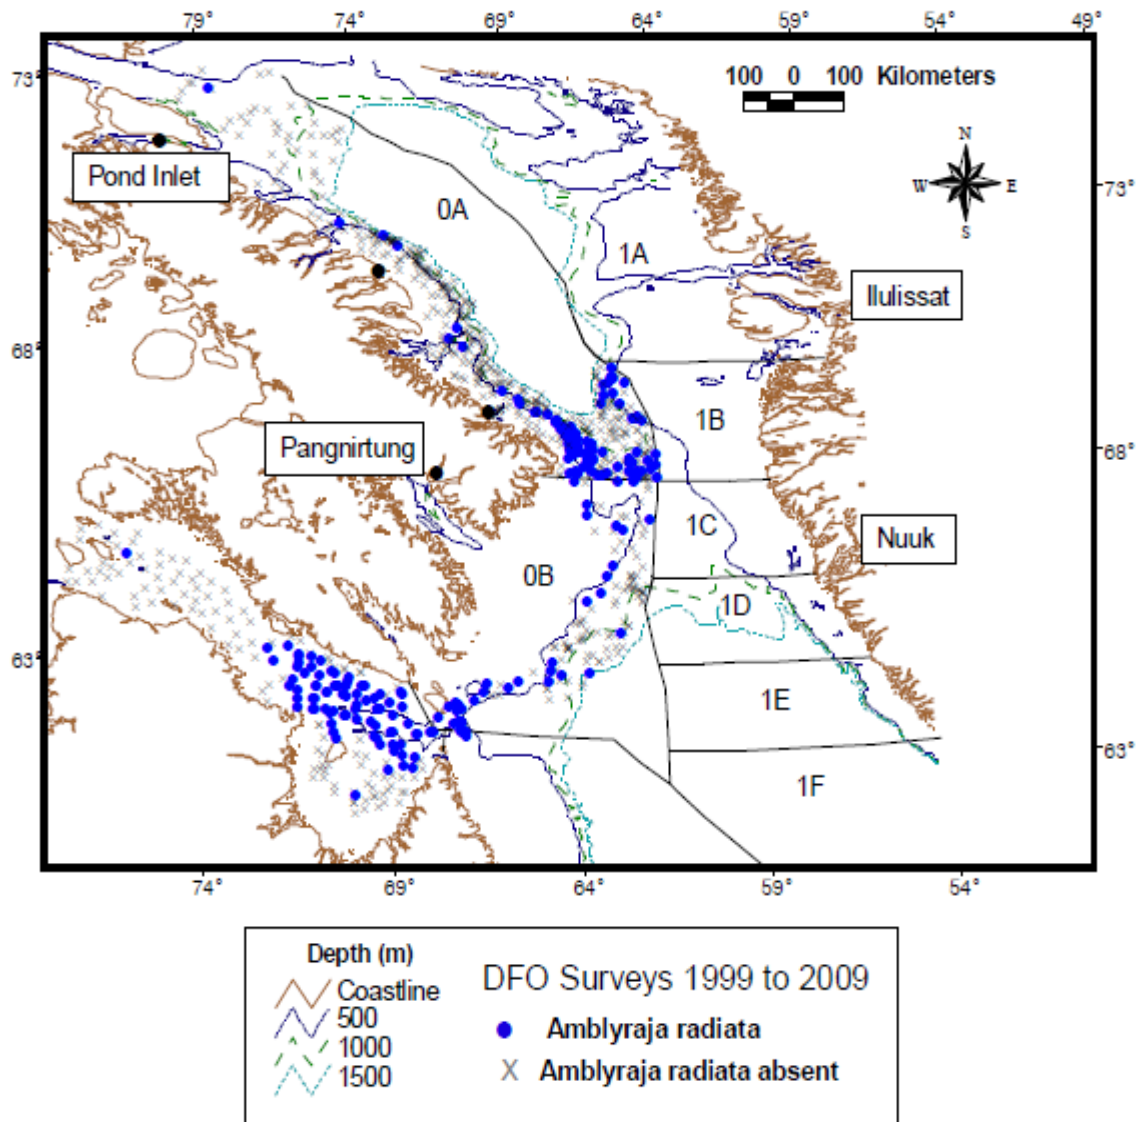 79° 74° 69° 64° 59° 54° 49°
73°
100 0 100 Kilometers
N
W E
S
Pond Inlet
73°
0A
1A
Ilulissat
68°
1B
Pangnirtung
68°
1C
Nuuk
0B
1D
63°
1E
63°
1F
74° 69° 64° 59° 54°
Depth (m)
Coastline
500
1000
1500
DFO Surveys 1999 to 2009
Amblyraja radiata
Amblyraja radiata absent